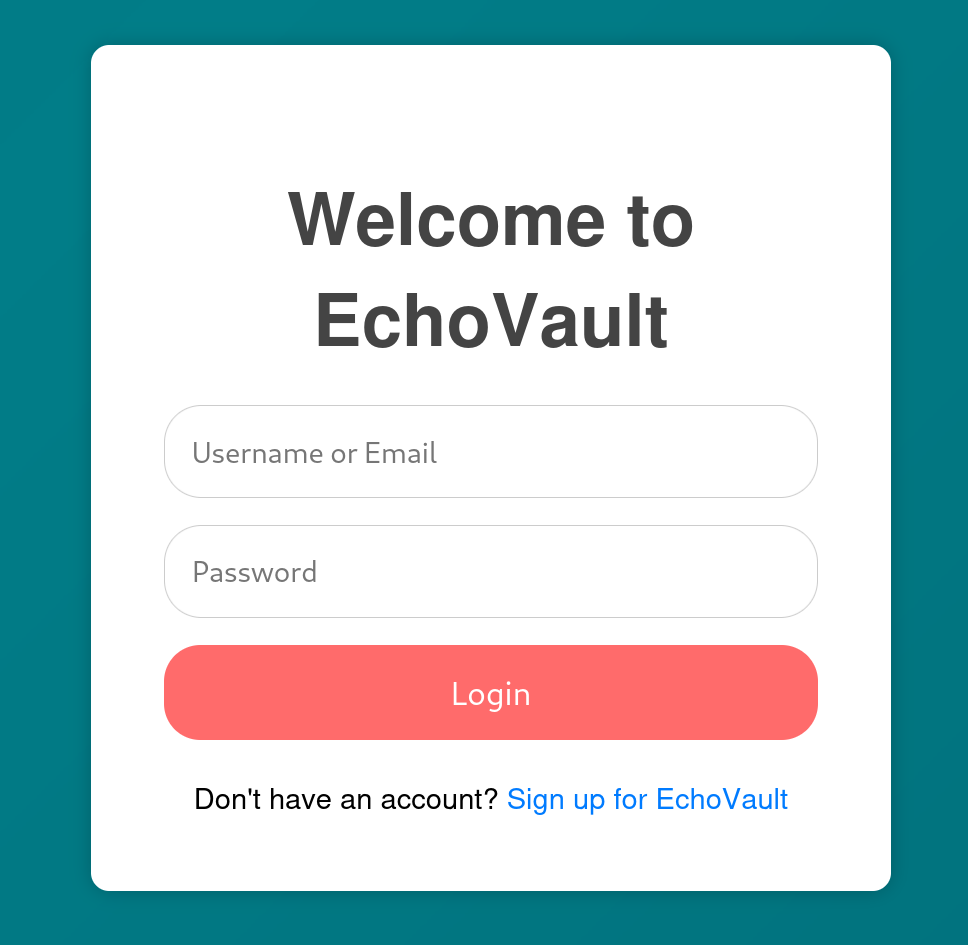 Welcome to
EchoVault
Username or Email
Password
Login
Don't have an account? Sign up for EchoVault